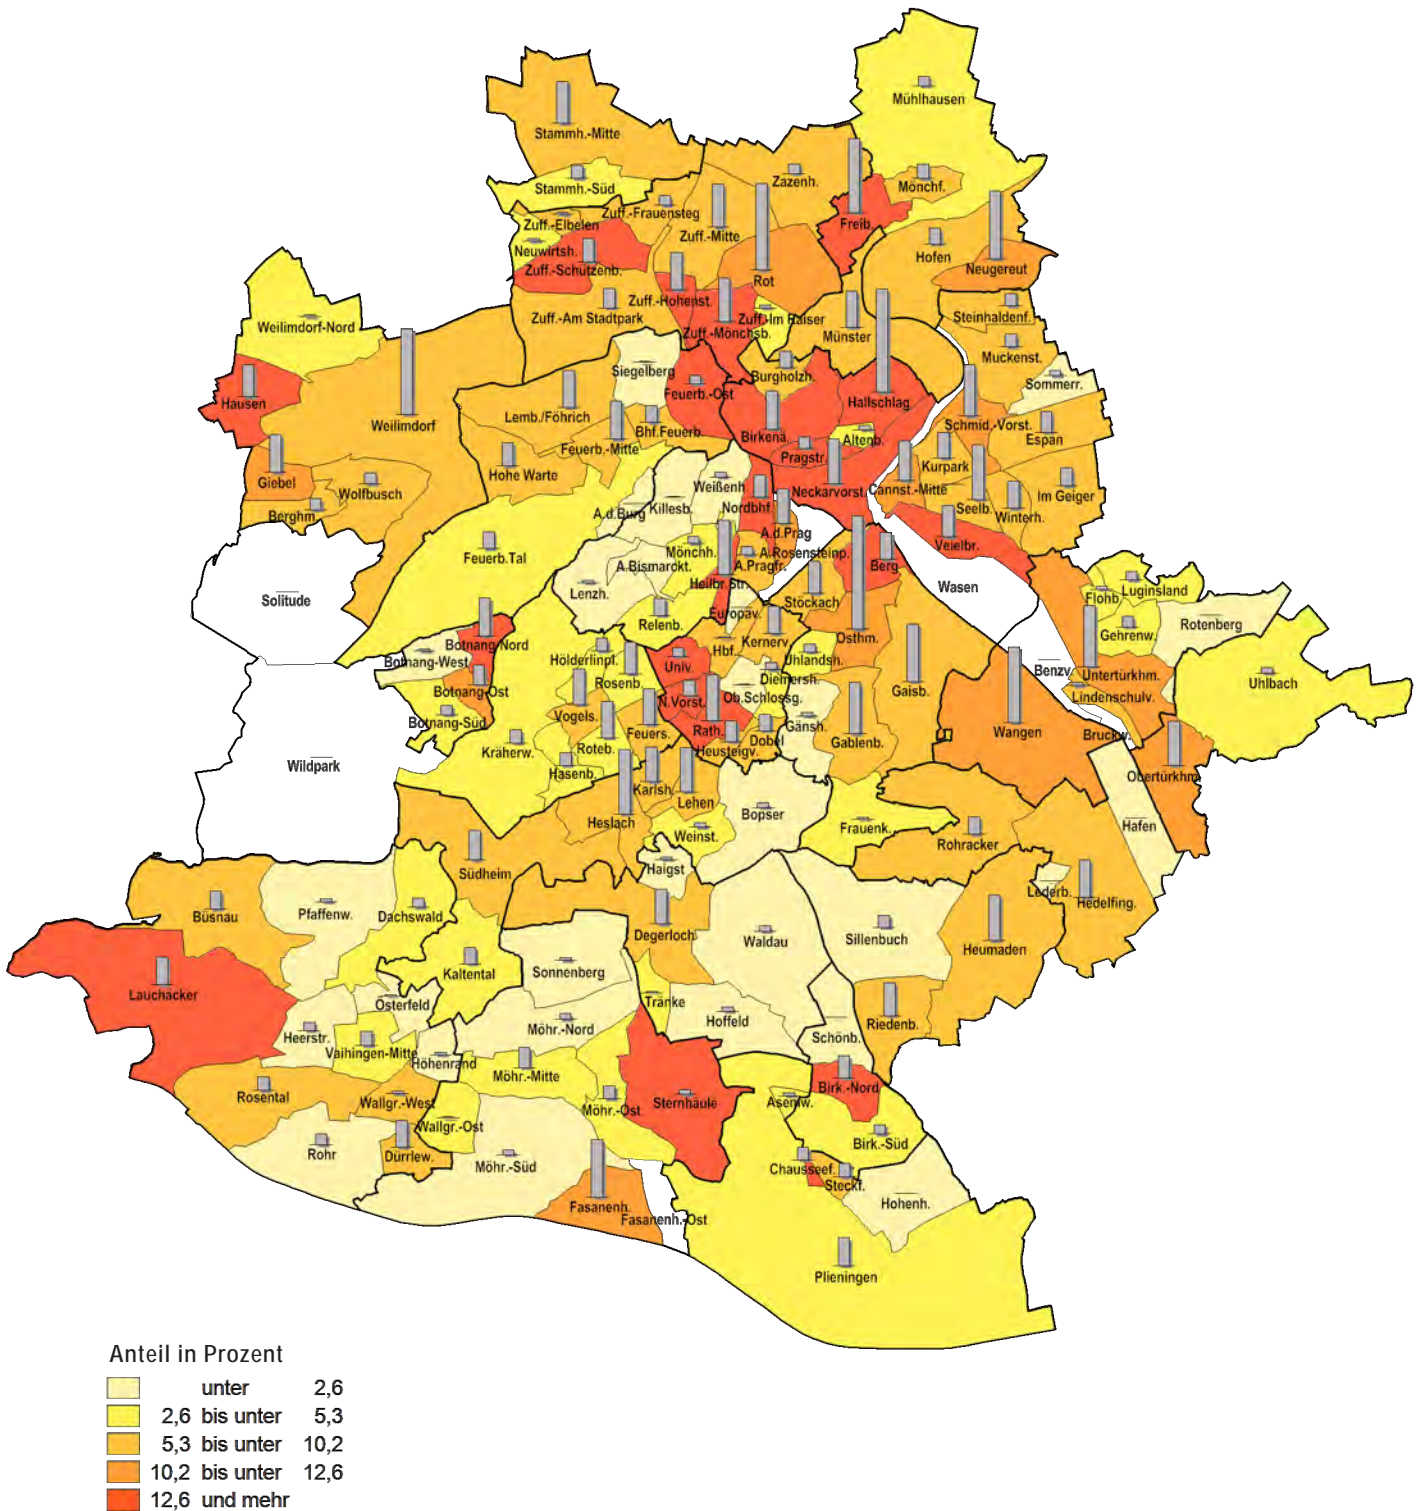 Mühlhausen
Stammh.-Mitte
Zazenh.
Mönchf.
Stammh.-Süd
Zuff.-Frauensteg
Zuff.-Elbelen
Freib.
Zuff.-Mitte
Neuwirtsh.
Hofen
Zuff.-Schützenb.
Neugereut
Rot
Zuff.-Hohenst.
Zuff.-Am Stadtpark
Zuff.-Im Raiser
Steinhaldenf.
Weilimdorf-Nord
Zuff.-Mönchsb.
Münster
Muckenst.
Siegelberg
Burgholzh.
Sommerr.
Feuerb.-Ost
Hausen
Hallschlag
Lemb./Föhrich
Weilimdorf
Schmid.-Vorst.
Bhf.Feuerb.
Birkenä.
Altenb.
Espan
Feuerb.-Mitte
Pragstr.
Kurpark
Hohe Warte
Giebel
Weißenh.
Neckarvorst.
Cannst.-Mitte
Wolfbusch
Im Geiger
Nordbhf.
Seelb.
Killesb.
A.d.Burg
Berghm.
Winterh.
A.d.Prag
Veielbr.
Mönchh.
A.Rosensteinp.
Feuerb.Tal
A.Bismarckt.
A.Pragfr.
Berg
Heilbr.Str.
Wasen
Lenzh.
Luginsland
Solitude
Stöckach
Flohb.
Europav.
Relenb.
Rotenberg
Gehrenw.
Osthm.
Kernerv.
Botnang-Nord
Hbf.
Botnang-West
Hölderlinpl.
Univ.
Uhlandsh.
Benzv.
Untertürkhm.
Diemersh.
Rosenb.
Uhlbach
Botnang-Ost
Gaisb.
Lindenschulv.
N.Vorst.
Ob.Schlossg.
Vogels.
Botnang-Süd
Gänsh.
Wangen
Rath.
Feuers.
Bruckw.
Gablenb.
Dobel
Roteb.
Heusteigv.
Kräherw.
Wildpark
Hasenb.
Obertürkhm.
Karlsh.
Lehen
Bopser
Heslach
Hafen
Frauenk.
Weinst.
Rohracker
Haigst
Südheim
Lederb.
Hedelfing.
Pfaffenw.
Büsnau
Dachswald
Degerloch
Waldau
Sillenbuch
Heumaden
Kaltental
Sonnenberg
Lauchäcker
Tränke
Österfeld
Hoffeld
Riedenb.
Möhr.-Nord
Heerstr.
Schönb.
Vaihingen-Mitte
Höhenrand
Möhr.-Mitte
Birk.-Nord
Rosental
Wallgr.-West
Asemw.
Sternhäule
Möhr.-Ost
Wallgr.-Ost
Birk.-Süd
Rohr
Dürrlew.
Möhr.-Süd
Chausseef.
Steckf.
Hohenh.
Fasanenh.
Fasanenh.-Ost
Plieningen
Anteil in Prozent
unter 2,6
2,6 bis unter 5,3
5,3 bis unter 10,2
10,2 bis unter 12,6
12,6 und mehr